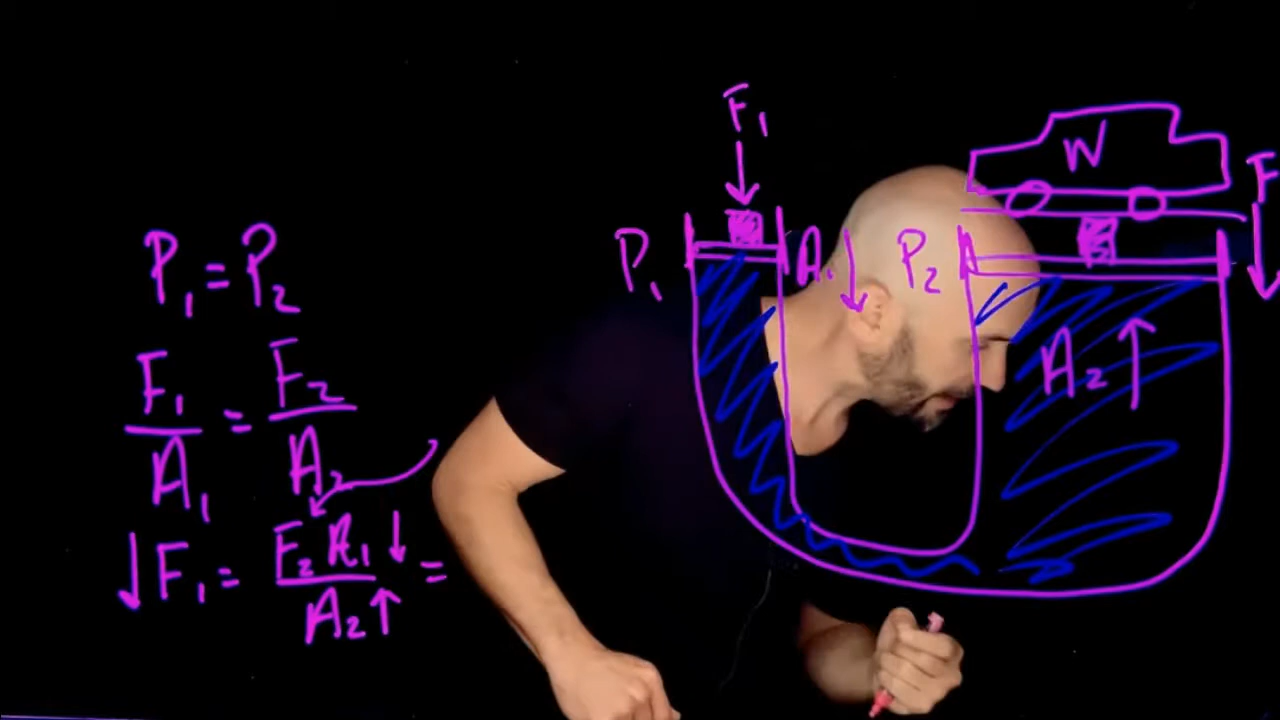 P₁ = P₂
F₁/A₁ = F₂/A₂
↓F₁ = F₂ A₁↓/A₂↑ =
F₁
P₁
A₁↓
P₂
W
F
A₂↑